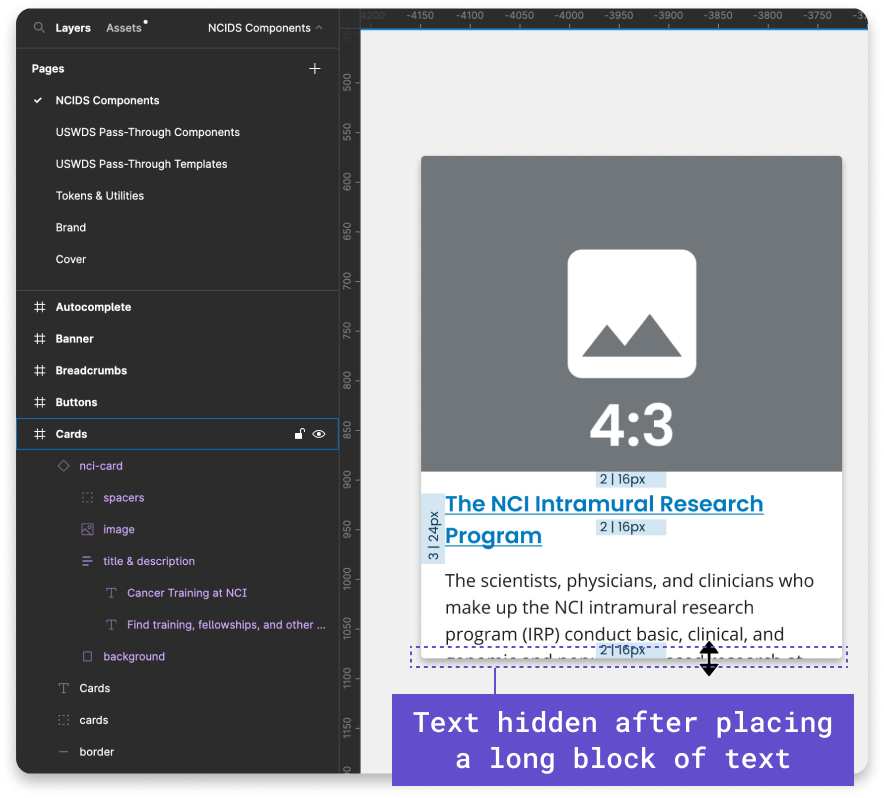 Layers Assets NCIDS Components
Pages
NCIDS Components
USWDS Pass-Through Components
USWDS Pass-Through Templates
Tokens & Utilities
Brand
Cover
Autocomplete
Banner
Breadcrumbs
Buttons
Cards
nci-card
spacers
image
title & description
Cancer Training at NCI
Find training, fellowships, and other ...
background
Cards
cards
border
-4200 -4150 -4100 -4050 -4000 -3950 -3900 -3850 -3800 -3750
500
550
600
650
700
750
800
850
900
950
1000
1050
1100
1150
4:3
2 | 16px
The NCI Intramural Research
Program
2 | 16px
3 | 24px
The scientists, physicians, and clinicians who
make up the NCI intramural research
program (IRP) conduct basic, clinical, and
2 | 16px
Text hidden after placing
a long block of text